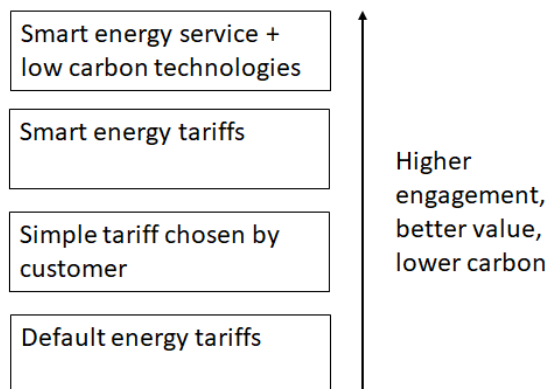 Smart energy service +
low carbon technologies
Smart energy tariffs
Simple tariff chosen by
customer
Default energy tariffs
Higher
engagement,
better value,
lower carbon